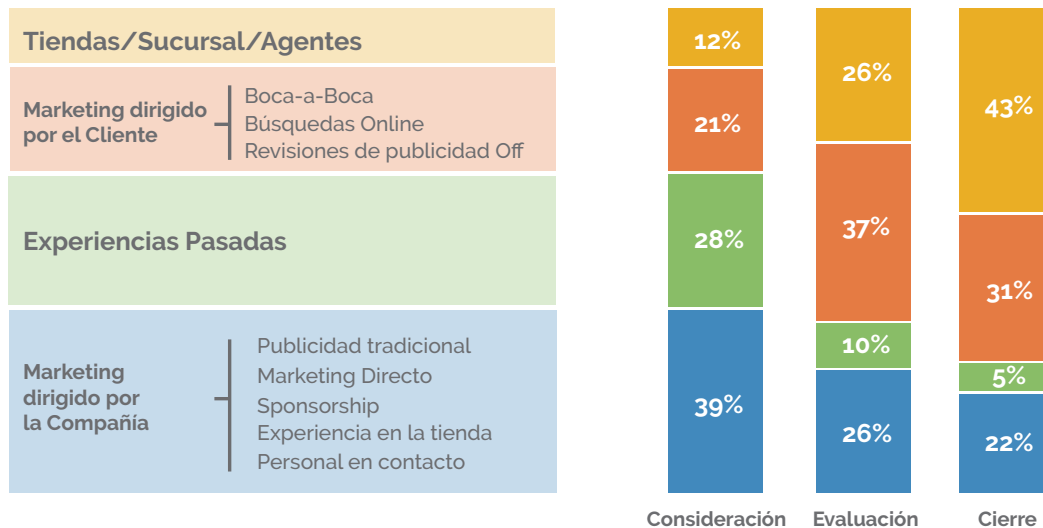 Tiendas/Sucursal/Agentes
Marketing dirigido
por el Cliente
Boca-a-Boca
Búsquedas Online
Revisiones de publicidad Off
Experiencias Pasadas
Marketing
dirigido por
la Compañía
Publicidad tradicional
Marketing Directo
Sponsorship
Experiencia en la tienda
Personal en contacto
12%
21%
28%
39%
Consideración
26%
37%
10%
26%
Evaluación
43%
31%
5%
22%
Cierre